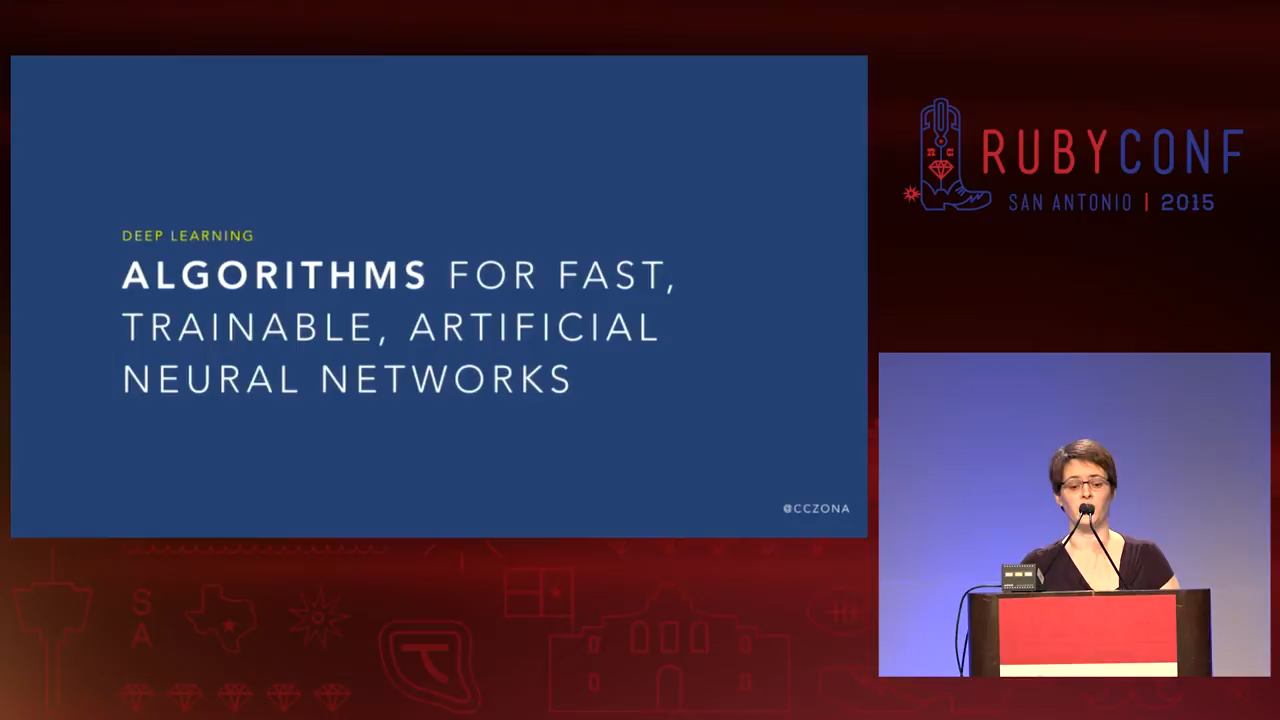 DEEP LEARNING
ALGORITHMS FOR FAST,
TRAINABLE, ARTIFICIAL
NEURAL NETWORKS
@CCZONA
RUBYCONF
SAN ANTONIO | 2015
S
A